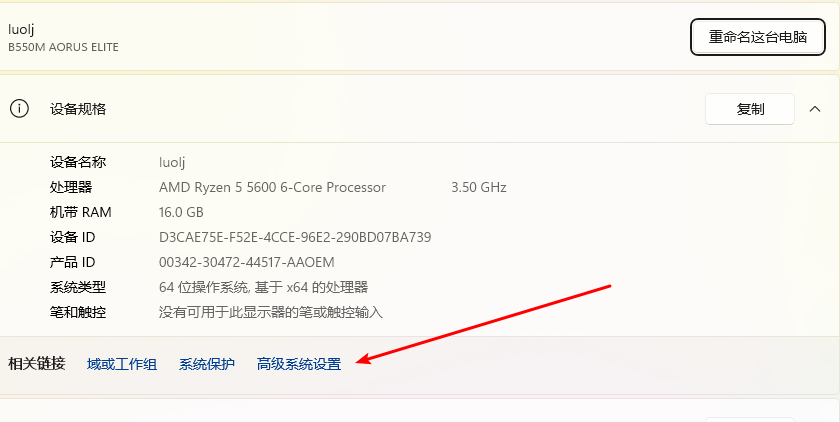 luolj
B550M AORUS ELITE
重命名这台电脑
设备规格
复制
设备名称 luolj
处理器 AMD Ryzen 5 5600 6-Core Processor 3.50 GHz
机带 RAM 16.0 GB
设备 ID D3CAE75E-F52E-4CCE-96E2-290BD07BA739
产品 ID 00342-30472-44517-AAOEM
系统类型 64 位操作系统, 基于 x64 的处理器
笔和触控 没有可用于此显示器的笔或触控输入
相关链接 域或工作组 系统保护 高级系统设置